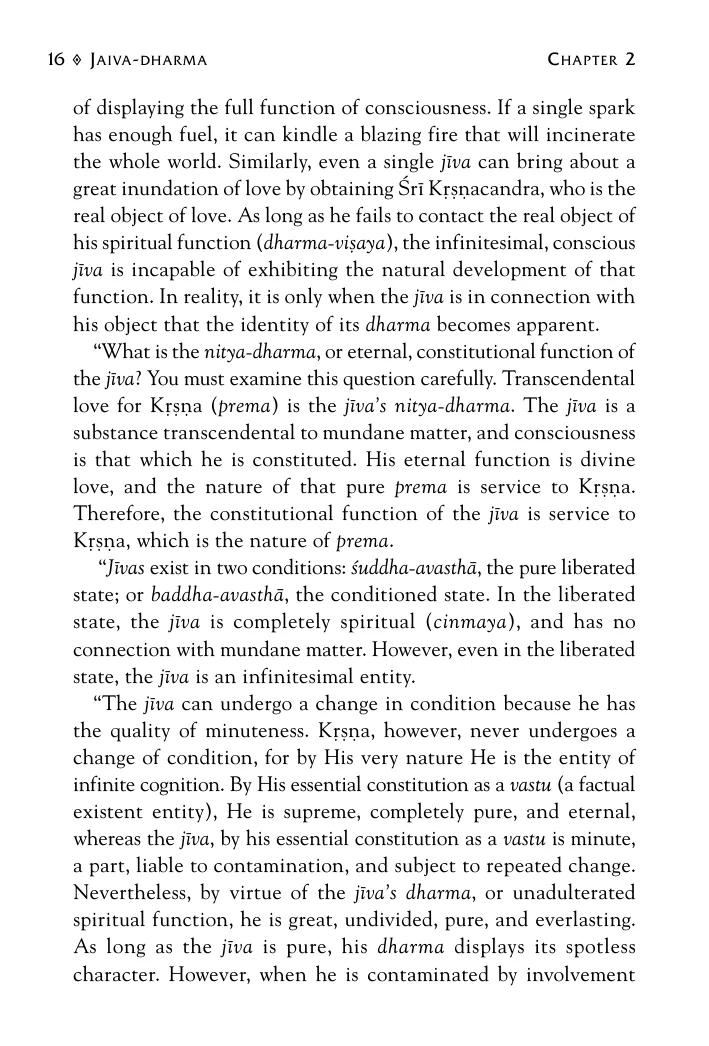 16 ◊ Jaiva-dharma Chapter 2
of displaying the full function of consciousness. If a single spark
has enough fuel, it can kindle a blazing fire that will incinerate
the whole world. Similarly, even a single jīva can bring about a
great inundation of love by obtaining Śrī Kṛṣṇacandra, who is the
real object of love. As long as he fails to contact the real object of
his spiritual function (dharma-viṣaya), the infinitesimal, conscious
jīva is incapable of exhibiting the natural development of that
function. In reality, it is only when the jīva is in connection with
his object that the identity of its dharma becomes apparent.
“What is the nitya-dharma, or eternal, constitutional function of
the jīva? You must examine this question carefully. Transcendental
love for Kṛṣṇa (prema) is the jīva’s nitya-dharma. The jīva is a
substance transcendental to mundane matter, and consciousness
is that which he is constituted. His eternal function is divine
love, and the nature of that pure prema is service to Kṛṣṇa.
Therefore, the constitutional function of the jīva is service to
Kṛṣṇa, which is the nature of prema.
“Jīvas exist in two conditions: śuddha-avasthā, the pure liberated
state; or baddha-avasthā, the conditioned state. In the liberated
state, the jīva is completely spiritual (cinmaya), and has no
connection with mundane matter. However, even in the liberated
state, the jīva is an infinitesimal entity.
“The jīva can undergo a change in condition because he has
the quality of minuteness. Kṛṣṇa, however, never undergoes a
change of condition, for by His very nature He is the entity of
infinite cognition. By His essential constitution as a vastu (a factual
existent entity), He is supreme, completely pure, and eternal,
whereas the jīva, by his essential constitution as a vastu is minute,
a part, liable to contamination, and subject to repeated change.
Nevertheless, by virtue of the jīva’s dharma, or unadulterated
spiritual function, he is great, undivided, pure, and everlasting.
As long as the jīva is pure, his dharma displays its spotless
character. However, when he is contaminated by involvement